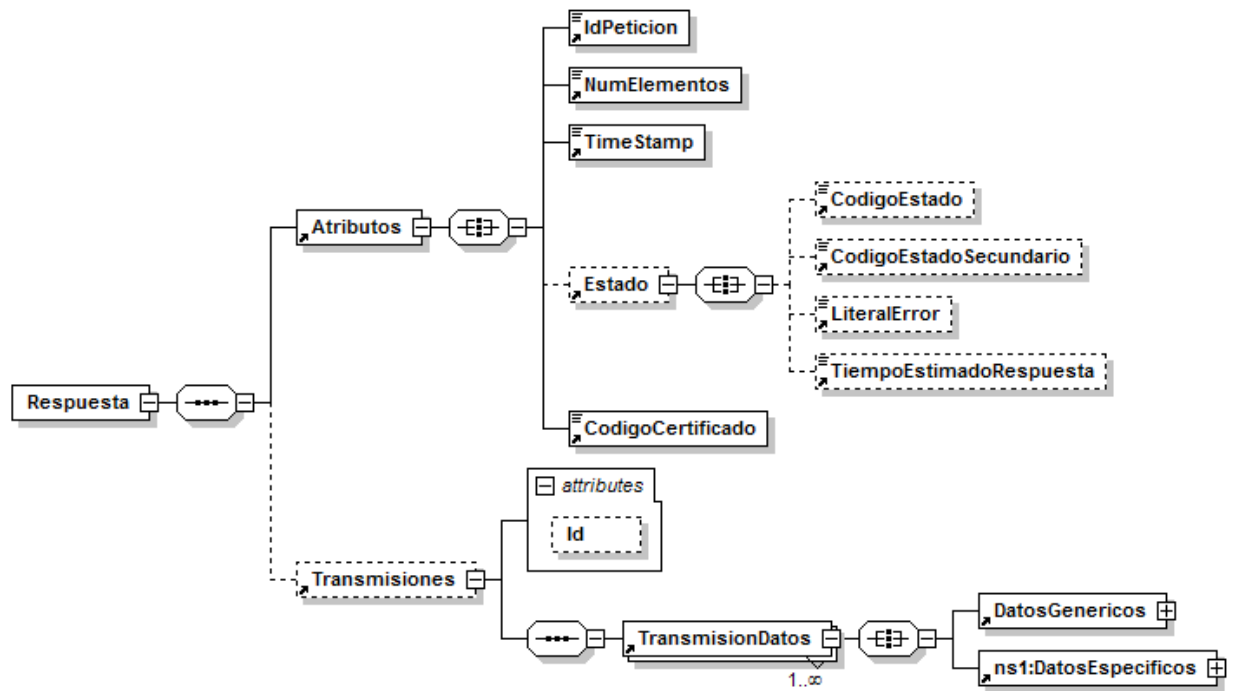 IdPeticion
NumElementos
TimeStamp
CodigoEstado
Atributos
CodigoEstadoSecundario
Estado
LiteralError
TiempoEstimadoRespuesta
Respuesta
CodigoCertificado
attributes
Id
Transmisiones
DatosGenericos
TransmisionDatos
ns1:DatosEspecificos
1..∞